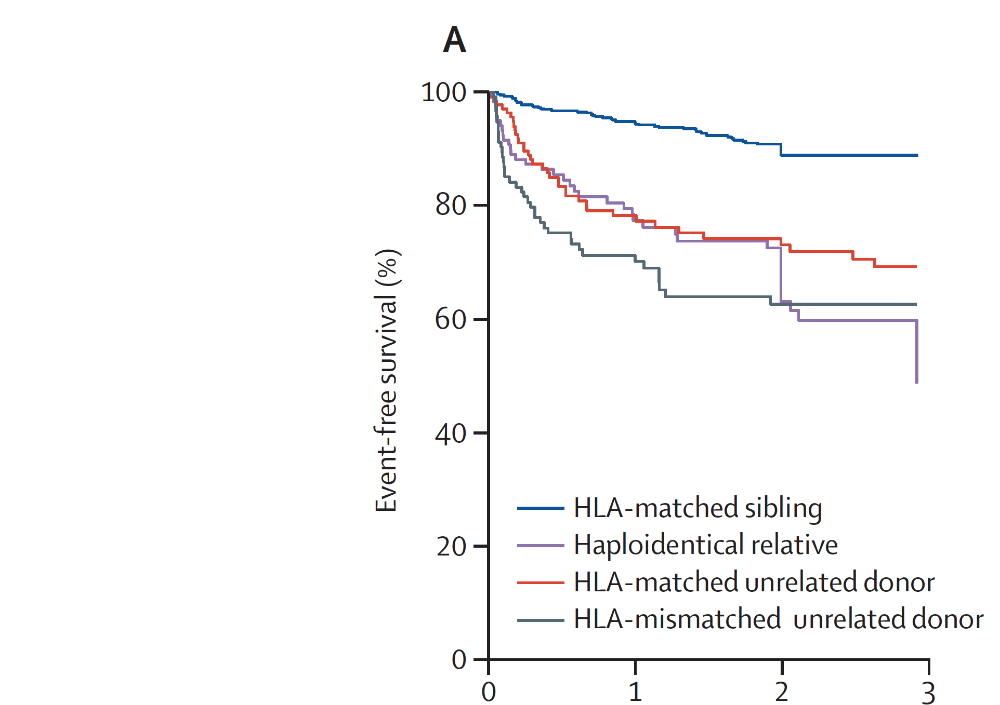 A
100
80
60
40
20
0
Event-free survival (%)
HLA-matched sibling
Haploidentical relative
HLA-matched unrelated donor
HLA-mismatched unrelated donor
0 1 2 3